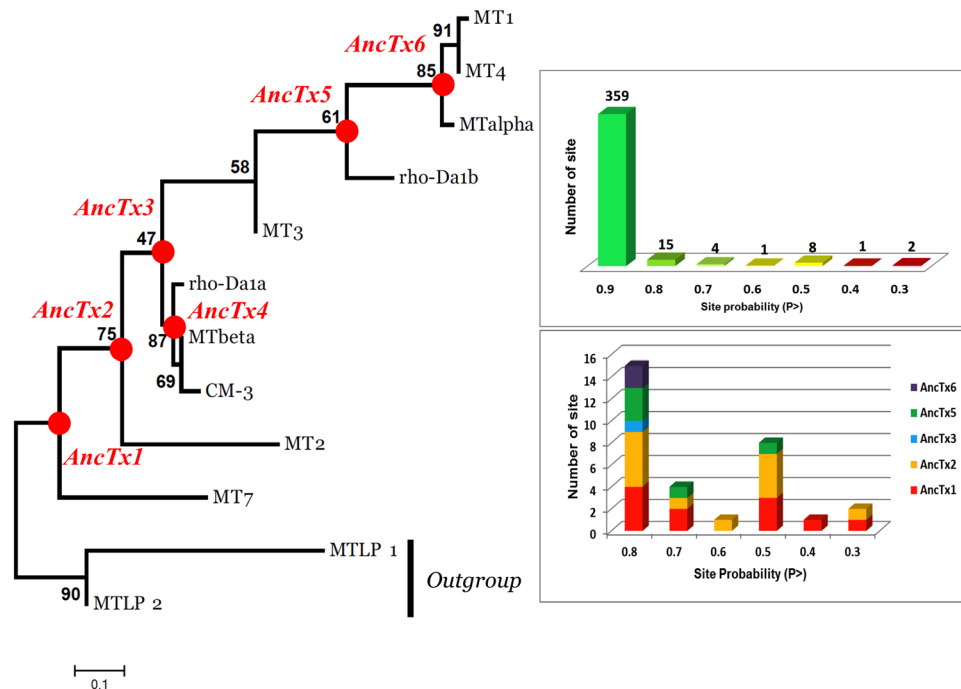 MT1
91
AncTx6
MT4
85
AncTx5
MTalpha
61
rho-Da1b
58
AncTx3
MT3
47
rho-Da1a
AncTx2
AncTx4
MTbeta
75
87
69
CM-3
MT2
AncTx1
MT7
MTLP 1
Outgroup
90
MTLP 2
0.1
359
15
4
1
8
1
2
Number of site
0.9 0.8 0.7 0.6 0.5 0.4 0.3
Site probability (P>)
16
14
12
10
8
6
4
2
0
Number of site
0.8 0.7 0.6 0.5 0.4 0.3
Site Probability (P>)
AncTx6
AncTx5
AncTx3
AncTx2
AncTx1